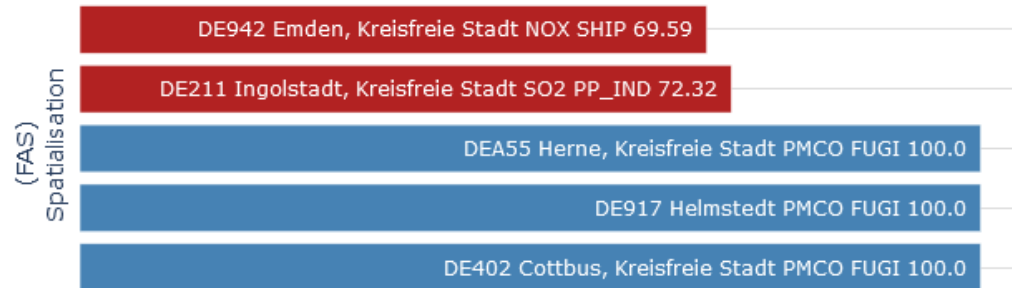 (FAS)
Spatialisation
DE942 Emden, Kreisfreie Stadt NOX SHIP 69.59
DE211 Ingolstadt, Kreisfreie Stadt SO2 PP_IND 72.32
DEA55 Herne, Kreisfreie Stadt PMCO FUGI 100.0
DE917 Helmstedt PMCO FUGI 100.0
DE402 Cottbus, Kreisfreie Stadt PMCO FUGI 100.0